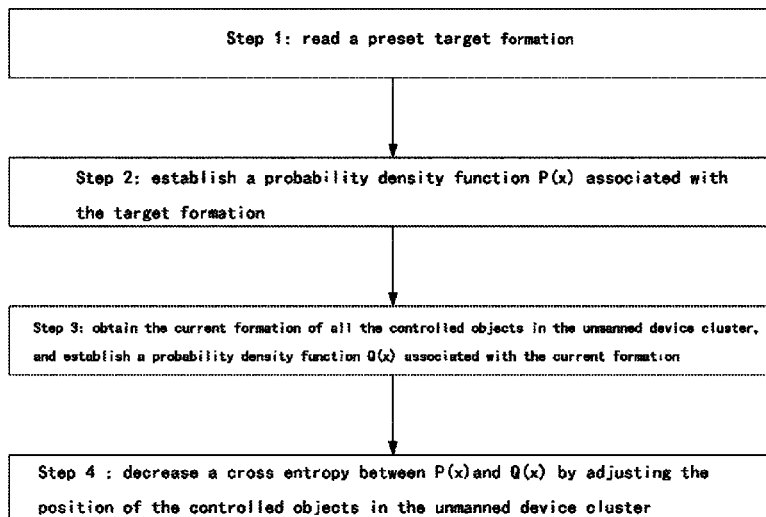 Step 1: read a preset target formation
Step 2: establish a probability density function P(x) associated with
the target formation
Step 3: obtain the current formation of all the controlled objects in the unmanned device cluster,
and establish a probability density function Q(x) associated with the current formation
Step 4 : decrease a cross entropy between P(x)and Q(x) by adjusting the
position of the controlled objects in the unmanned device cluster